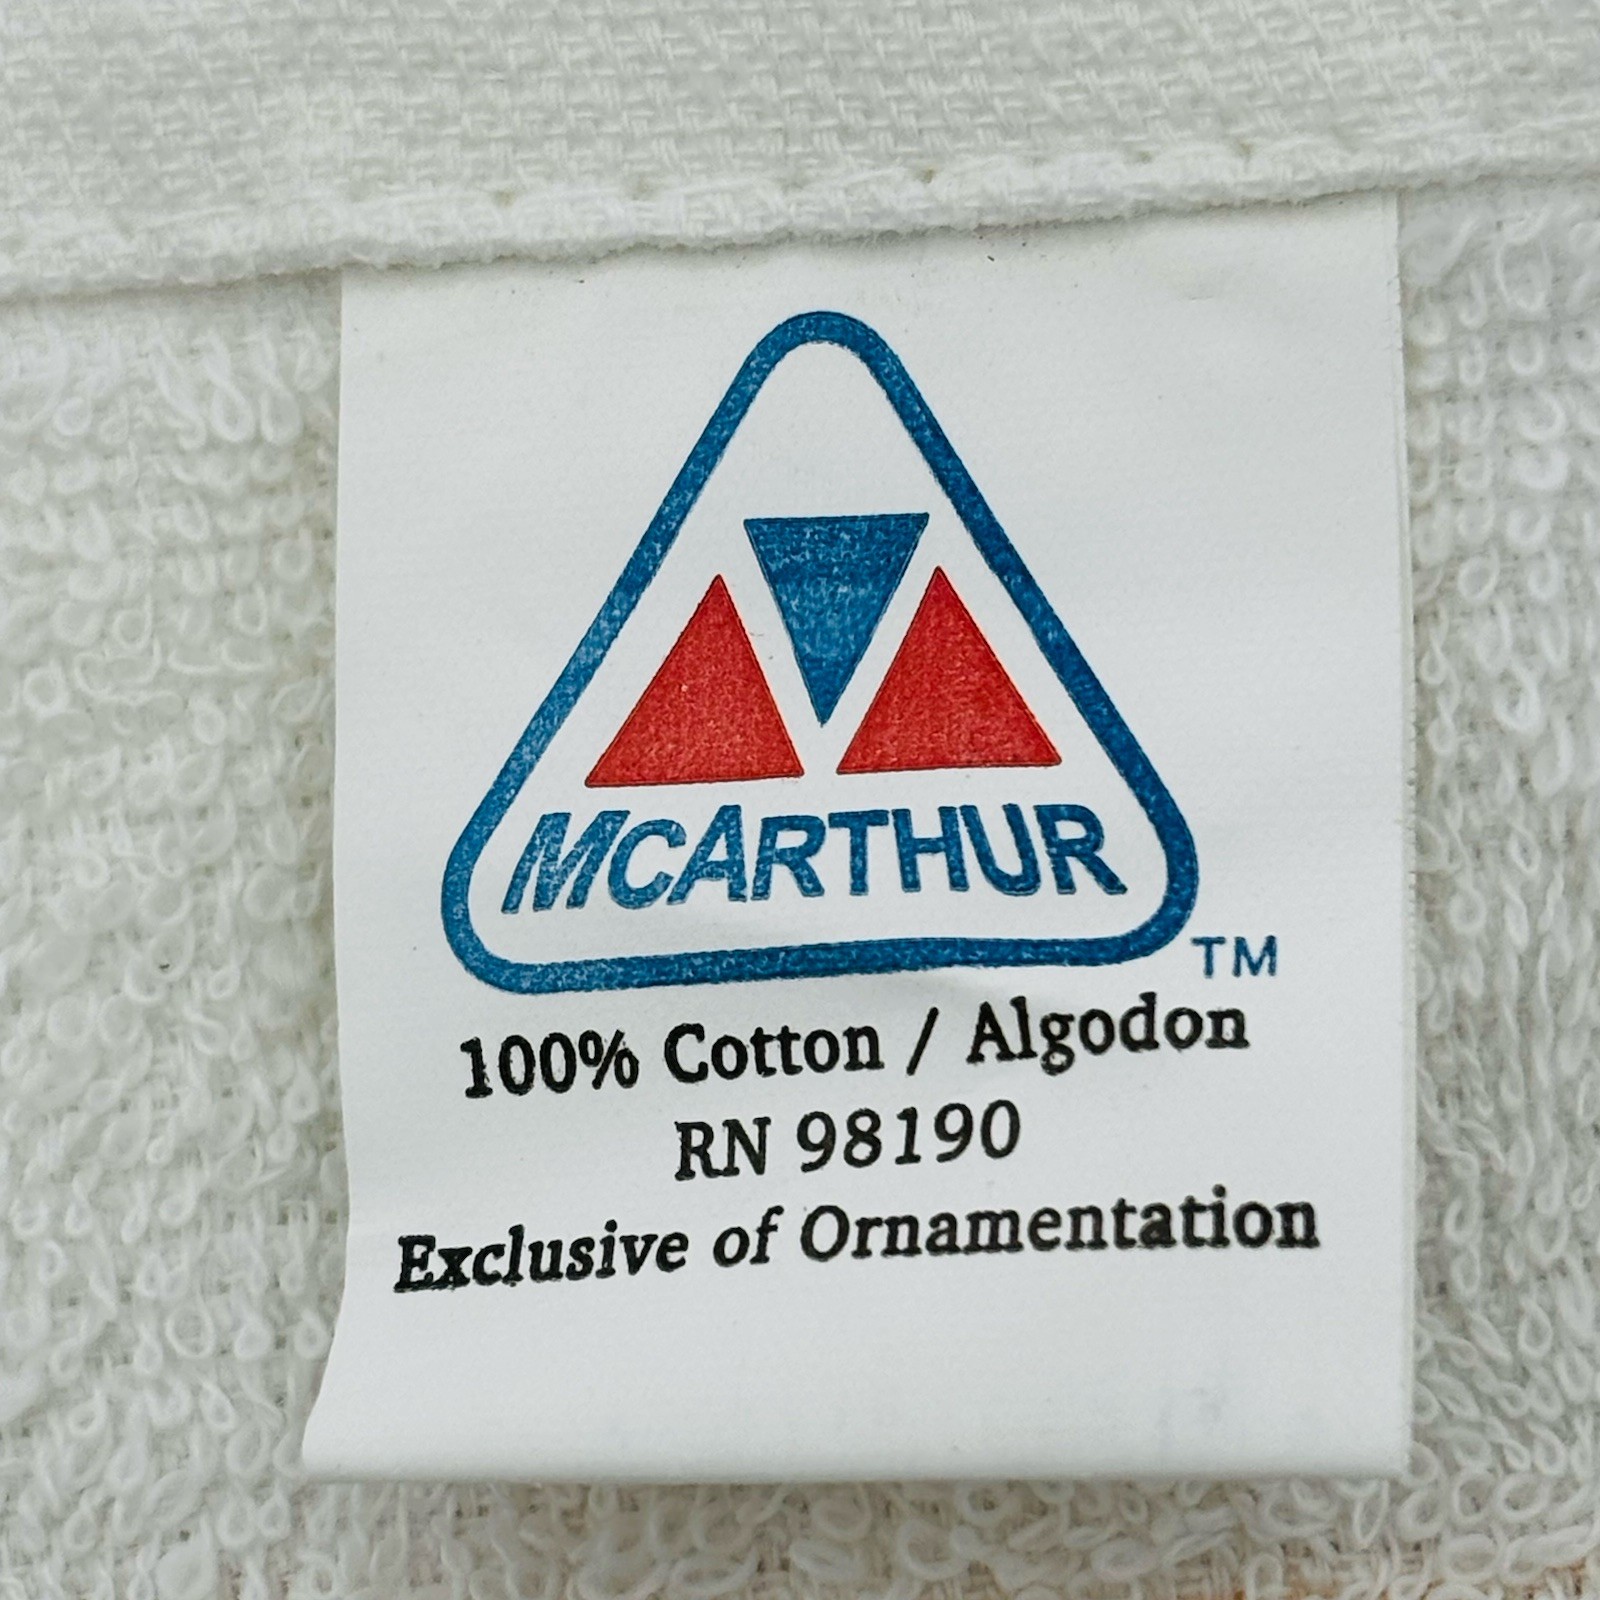 McARTHUR
TM
100% Cotton / Algodon
RN 98190
Exclusive of Ornamentation